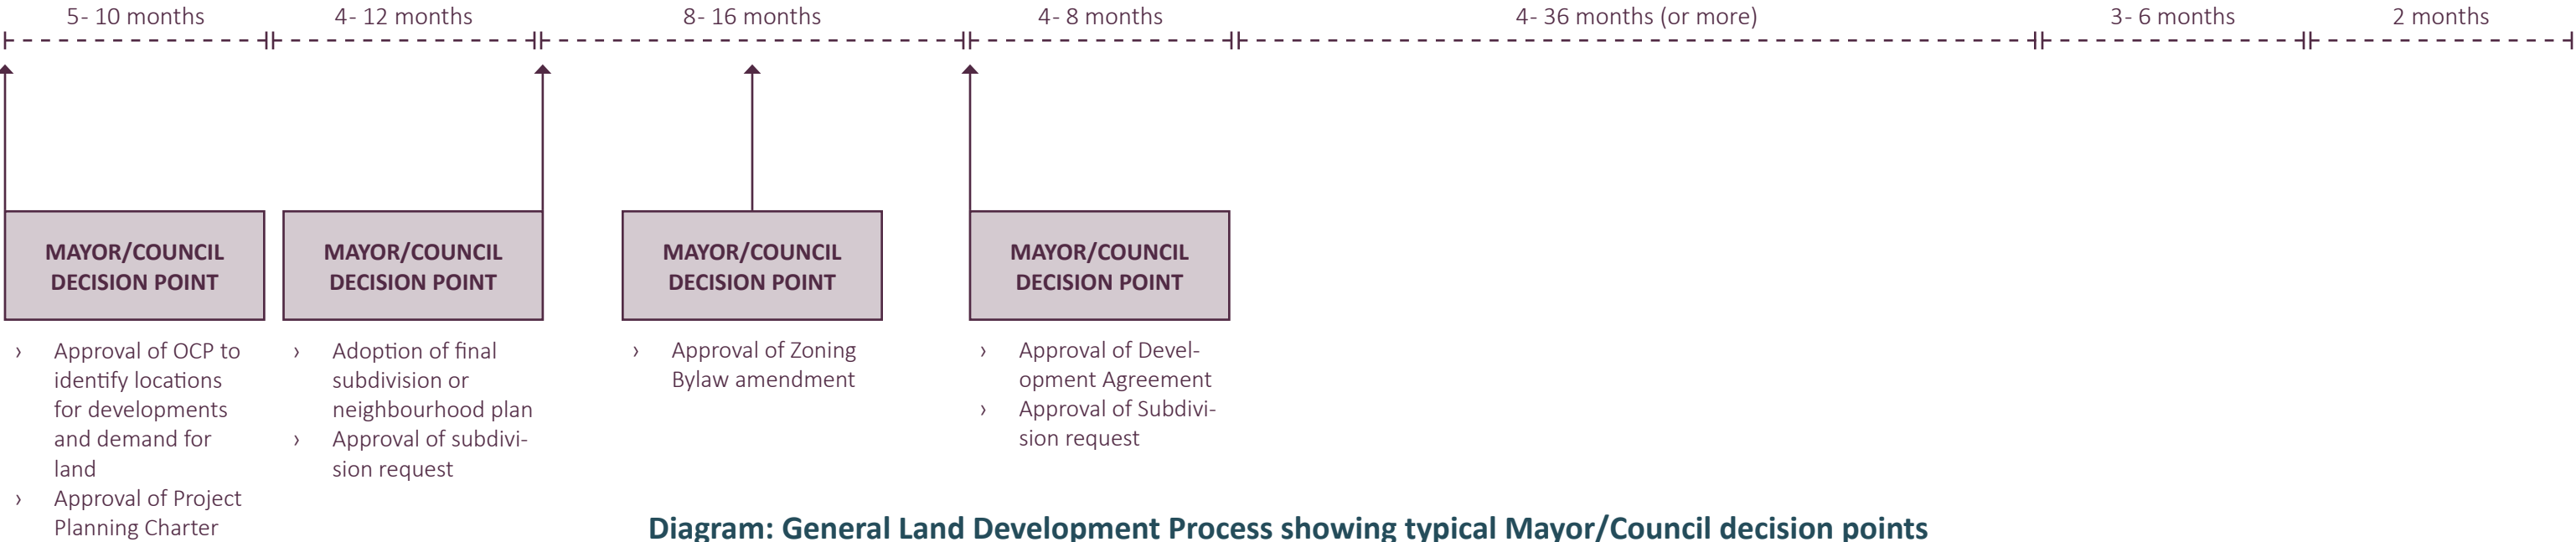 5- 10 months
4- 12 months
8- 16 months
4- 8 months
4- 36 months (or more)
3- 6 months
2 months
MAYOR/COUNCIL
DECISION POINT
› Approval of OCP to
identify locations
for developments
and demand for
land
› Approval of Project
Planning Charter
MAYOR/COUNCIL
DECISION POINT
› Adoption of final
subdivision or
neighbourhood plan
› Approval of subdivi-
sion request
MAYOR/COUNCIL
DECISION POINT
› Approval of Zoning
Bylaw amendment
MAYOR/COUNCIL
DECISION POINT
› Approval of Devel-
opment Agreement
› Approval of Subdivi-
sion request
Diagram: General Land Development Process showing typical Mayor/Council decision points